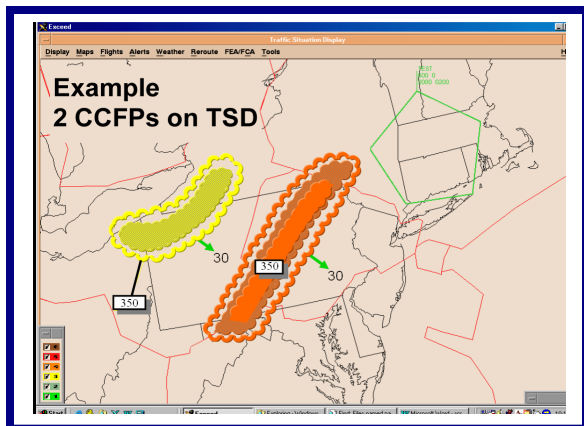 Exceed
Traffic Situation Display
Display Maps Flights Alerts Weather Reroute FEA/FCA Tools
Example
2 CCFPs on TSD
30
350
30
350
Start
Exceed